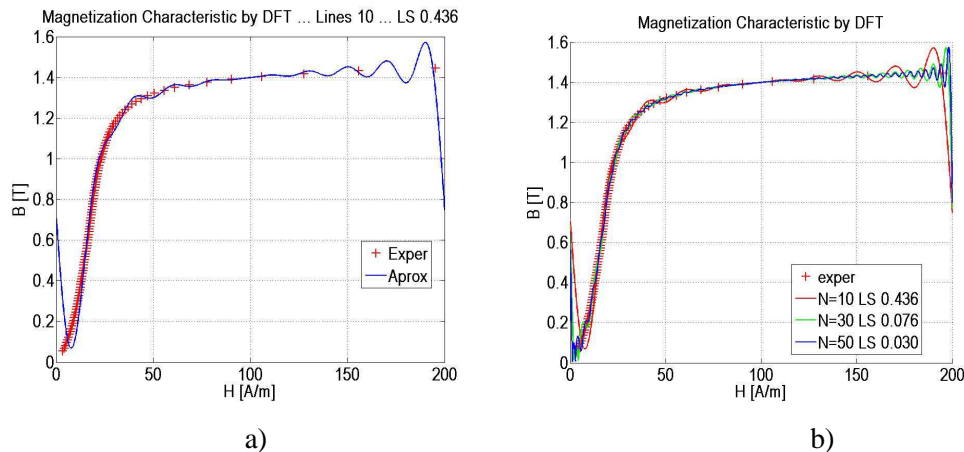 Magnetization Characteristic by DFT ... Lines 10 ... LS 0.436
1.6
1.4
1.2
1
0.8
0.6
0.4
0.2
0
B [T]
0
50
100
150
200
H [A/m]
Exper
Aprox
a)
Magnetization Characteristic by DFT
1.6
1.4
1.2
1
0.8
0.6
0.4
0.2
0
B [T]
0
50
100
150
200
H [A/m]
exper
N=10 LS 0.436
N=30 LS 0.076
N=50 LS 0.030
b)